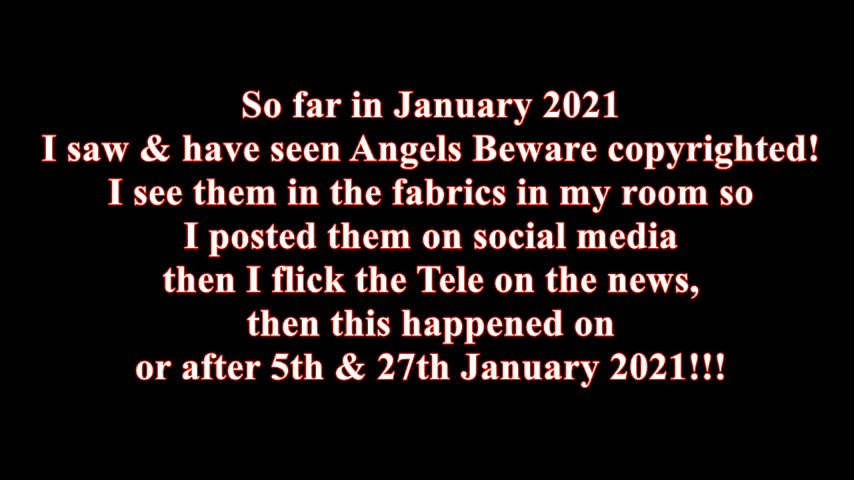 So far in January 2021
I saw & have seen Angels Beware copyrighted!
I see them in the fabrics in my room so
I posted them on social media
then I flick the Tele on the news,
then this happened on
or after 5th & 27th January 2021!!!